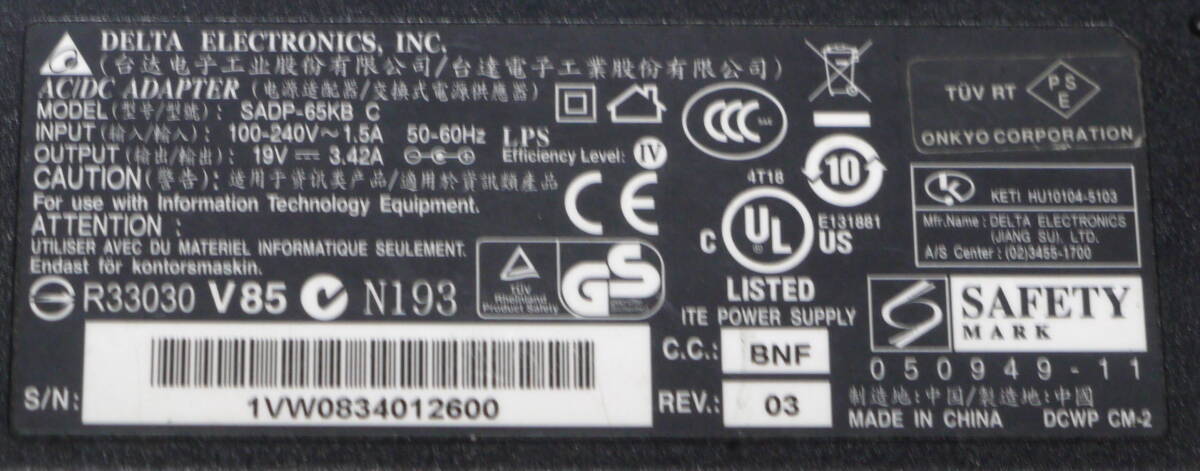 DELTA ELECTRONICS, INC.
(台达电子工业股份有限公司/台達電子工業股份有限公司)
AC/DC ADAPTER (电源适配器/交換式電源供應器)
MODEL(型号/型號): SADP-65KB C
INPUT(输入/輸入): 100-240V~1.5A 50-60Hz LPS
OUTPUT(输出/輸出): 19V 3.42A Efficiency Level: IV
CAUTION(警告): 适用于资讯类产品/適用於資訊類產品
For use with Information Technology Equipment.
ATTENTION :
UTILISER AVEC DU MATERIEL INFORMATIQUE SEULEMENT.
Endast för kontorsmaskin.
R33030 V85 N193
TÜV
Rheinland
Product Safety
GS
CE
CCC
10
4T18
C UL US
E131881
LISTED
ITE POWER SUPPLY
TÜV RT
PSE
ONKYO CORPORATION
KETI HU10104-5103
Mfr.Name : DELTA ELECTRONICS
(JIANG SU), LTD.
A/S Center : (02)3455-1700
SAFETY
MARK
050949-11
C.C.: BNF
REV.: 03
制造地:中国/製造地:中國
MADE IN CHINA DCWP CM-2
S/N: 1VW0834012600